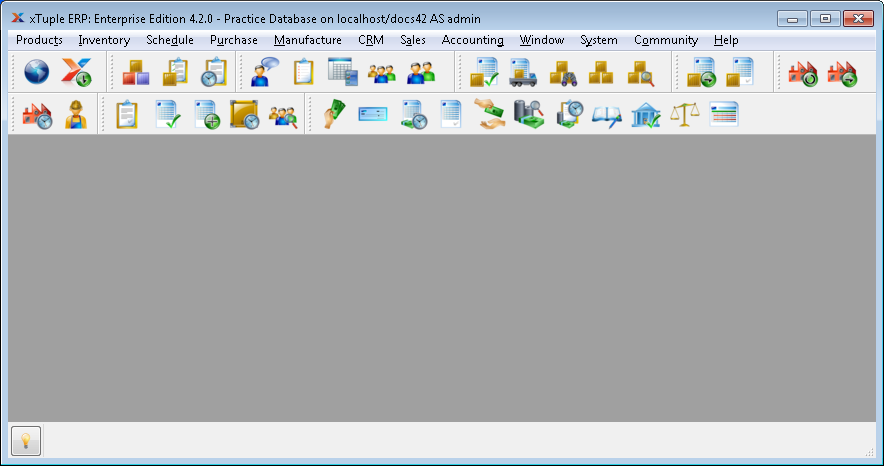 xTuple ERP: Enterprise Edition 4.2.0 - Practice Database on localhost/docs42 AS admin
Products Inventory Schedule Purchase Manufacture CRM Sales Accounting Window System Community Help